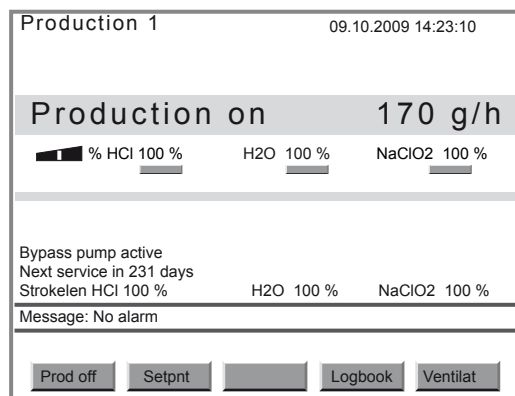 Production 1 09.10.2009 14:23:10
Production on 170 g/h
% HCl 100 % H2O 100 % NaClO2 100 %
Bypass pump active
Next service in 231 days
Strokelen HCl 100 % H2O 100 % NaClO2 100 %
Message: No alarm
Prod off Setpnt Logbook Ventilat